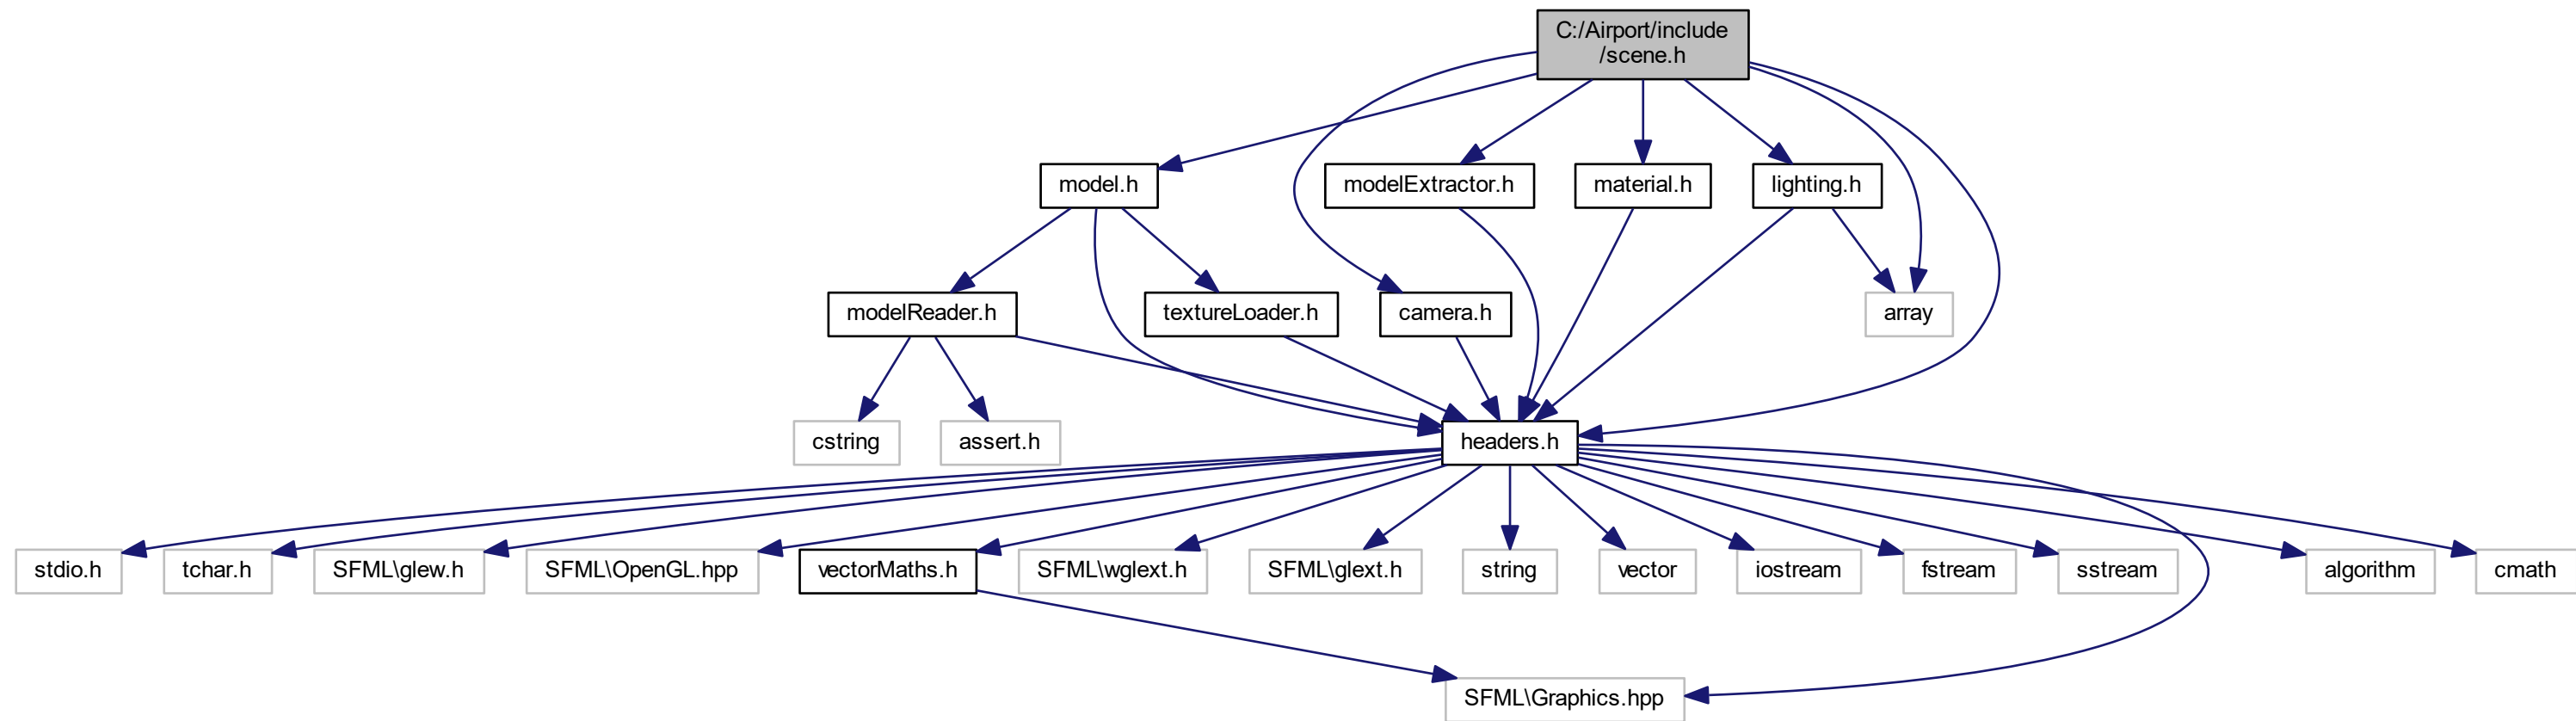 C:/Airport/include
/scene.h
model.h
modelExtractor.h
material.h
lighting.h
modelReader.h
textureLoader.h
camera.h
array
cstring
assert.h
headers.h
stdio.h
tchar.h
SFML\glew.h
SFML\OpenGL.hpp
vectorMaths.h
SFML\wglext.h
SFML\glext.h
string
vector
iostream
fstream
sstream
algorithm
cmath
SFML\Graphics.hpp